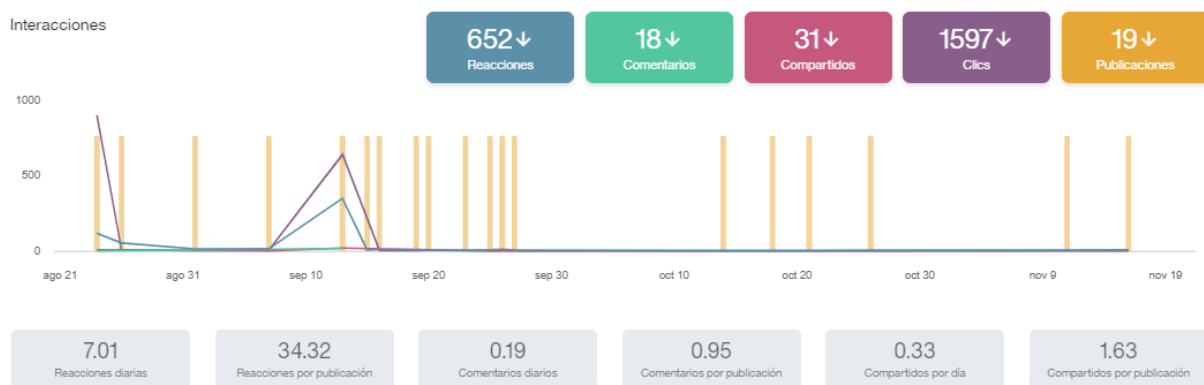 Interacciones
652↓
Reacciones
18↓
Comentarios
31↓
Compartidos
1597↓
Clics
19↓
Publicaciones
1000
500
0
ago 21
ago 31
sep 10
sep 20
sep 30
oct 10
oct 20
oct 30
nov 9
nov 19
7.01
Reacciones diarias
34.32
Reacciones por publicación
0.19
Comentarios diarios
0.95
Comentarios por publicación
0.33
Compartidos por día
1.63
Compartidos por publicación